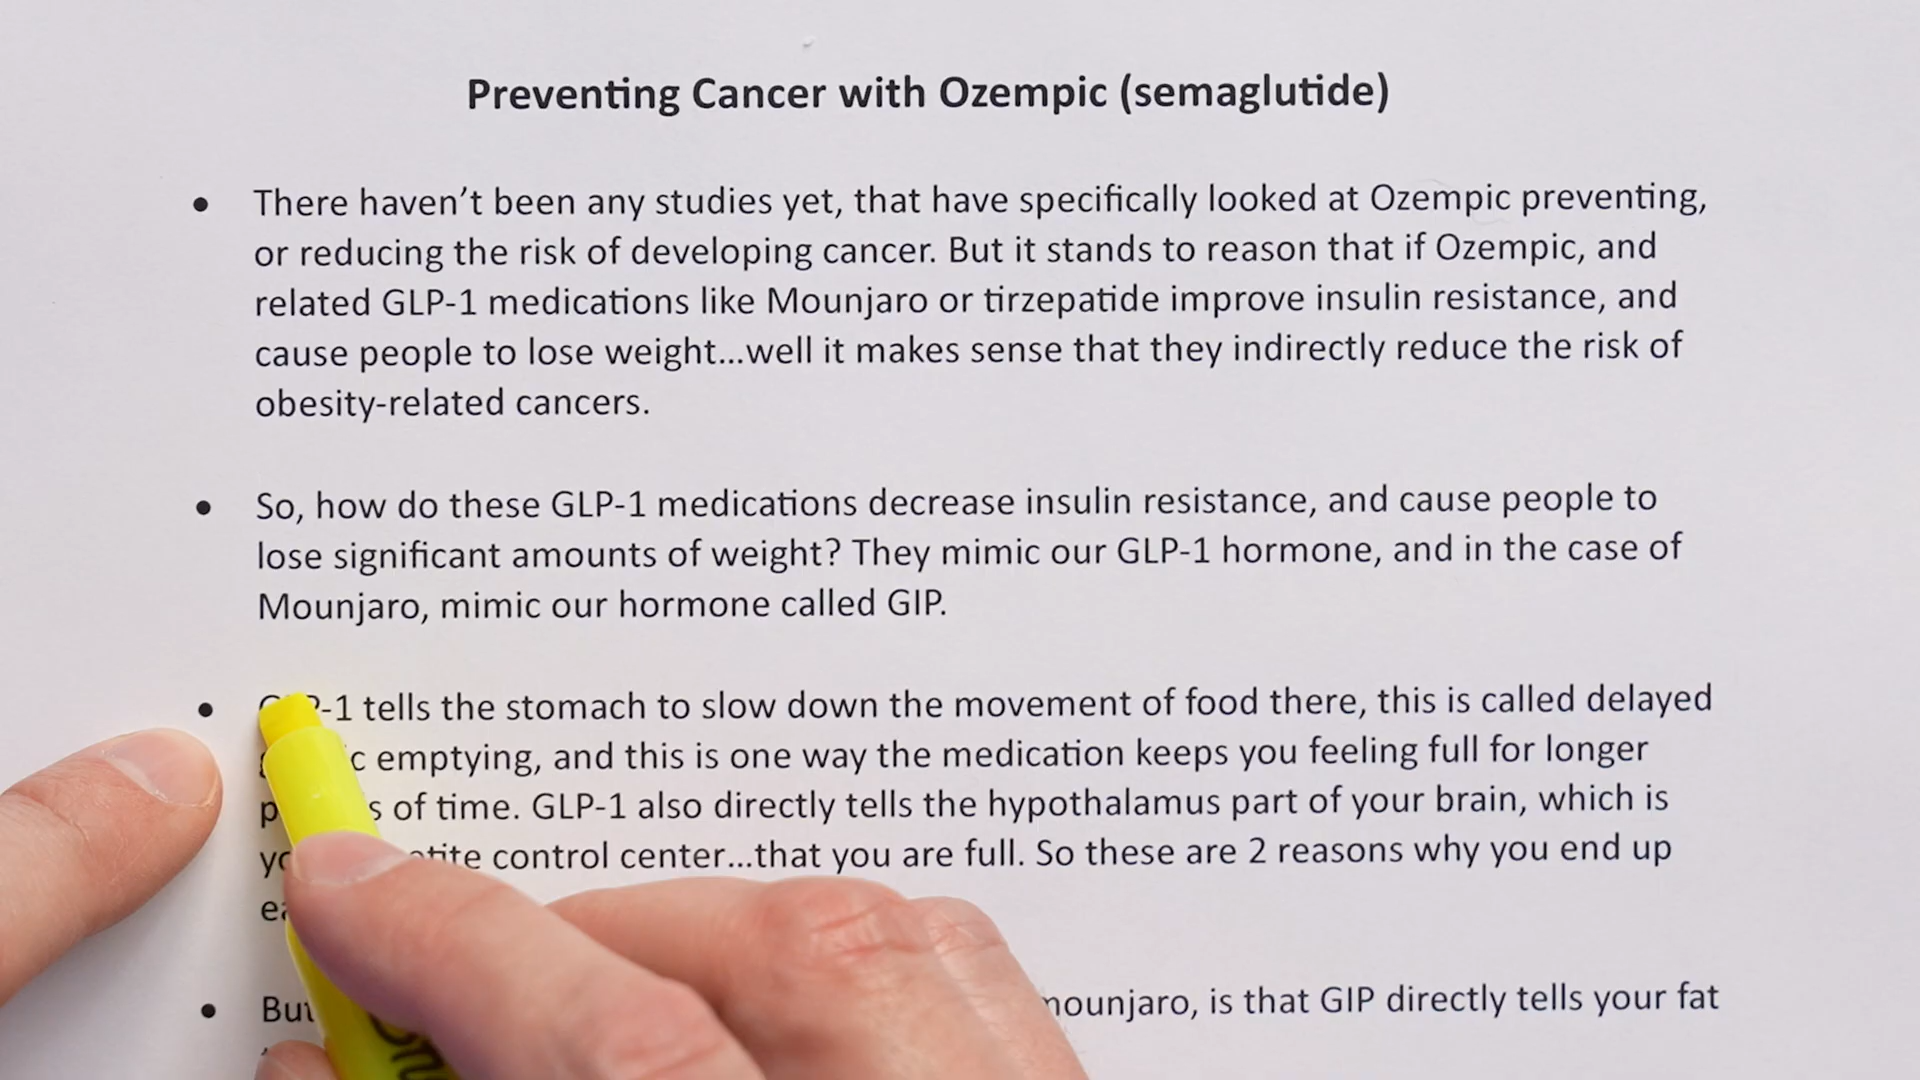 Preventing Cancer with Ozempic (semaglutide)
• There haven’t been any studies yet, that have specifically looked at Ozempic preventing,
or reducing the risk of developing cancer. But it stands to reason that if Ozempic, and
related GLP-1 medications like Mounjaro or tirzepatide improve insulin resistance, and
cause people to lose weight...well it makes sense that they indirectly reduce the risk of
obesity-related cancers.
• So, how do these GLP-1 medications decrease insulin resistance, and cause people to
lose significant amounts of weight? They mimic our GLP-1 hormone, and in the case of
Mounjaro, mimic our hormone called GIP.
• GLP-1 tells the stomach to slow down the movement of food there, this is called delayed
emptying, and this is one way the medication keeps you feeling full for longer
of time. GLP-1 also directly tells the hypothalamus part of your brain, which is
control center...that you are full. So these are 2 reasons why you end up
• But mounjaro, is that GIP directly tells your fat